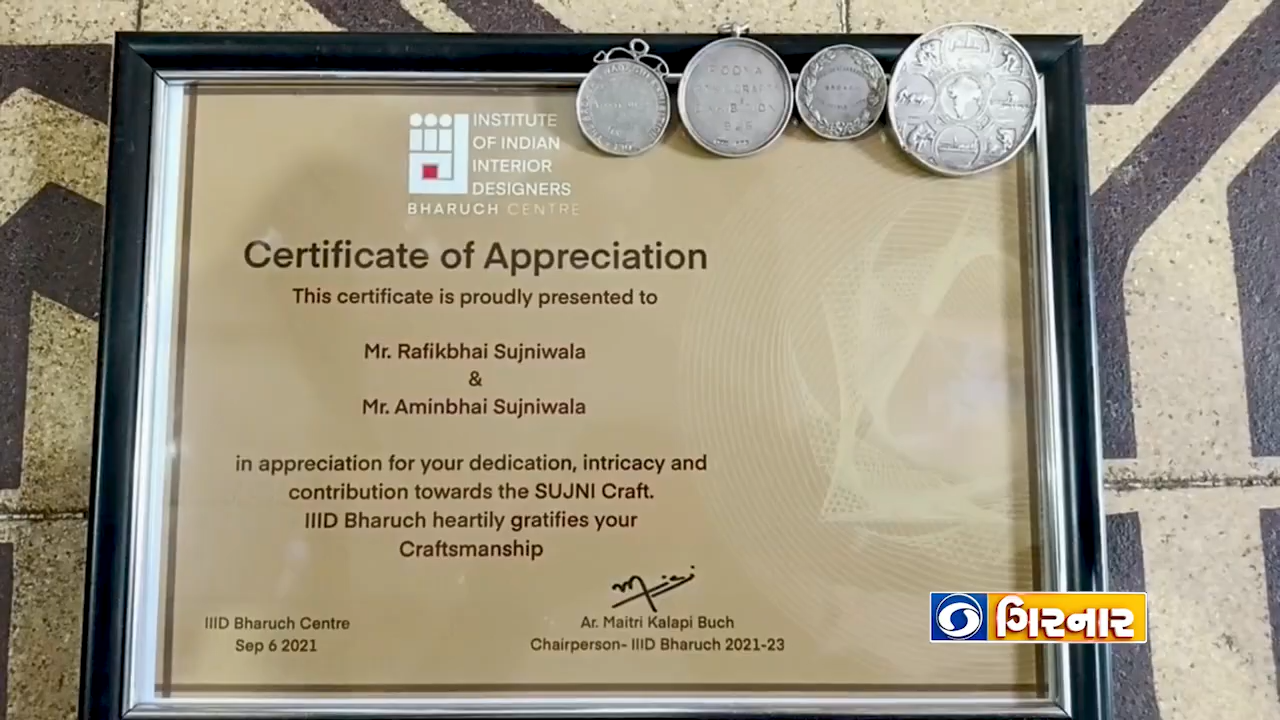 INSTITUTE
OF INDIAN
INTERIOR
DESIGNERS
BHARUCH CENTRE
Certificate of Appreciation
This certificate is proudly presented to
Mr. Rafikbhai Sujniwala
&
Mr. Aminbhai Sujniwala
in appreciation for your dedication, intricacy and
contribution towards the SUJNI Craft.
IIID Bharuch heartily gratifies your
Craftsmanship
IIID Bharuch Centre
Sep 6 2021
Ar. Maitri Kalapi Buch
Chairperson- IIID Bharuch 2021-23
ગિરનાર